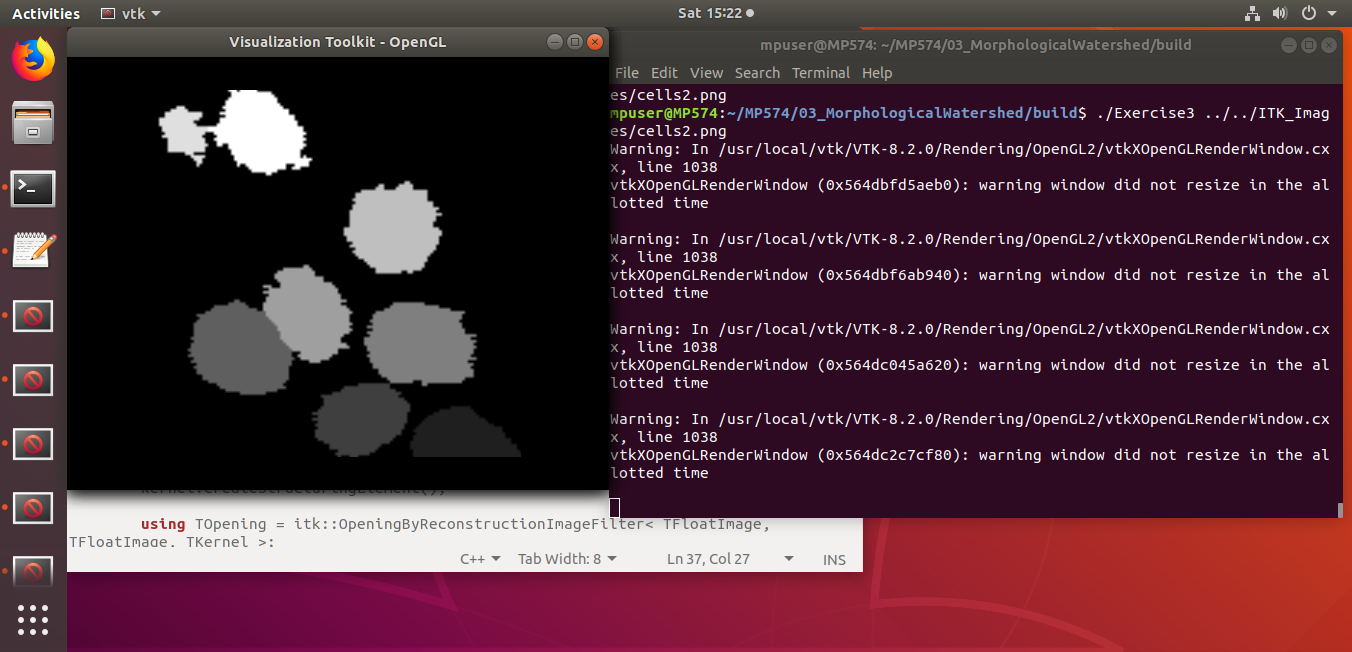 Activities
vtk
Sat 15:22
Visualization Toolkit - OpenGL
mpuser@MP574: ~/MP574/03_MorphologicalWatershed/build
File Edit View Search Terminal Help
es/cells2.png
mpuser@MP574:~/MP574/03_MorphologicalWatershed/build$ ./Exercise3 ../../ITK_Imag
es/cells2.png
Warning: In /usr/local/vtk/VTK-8.2.0/Rendering/OpenGL2/vtkXOpenGLRenderWindow.cx
x, line 1038
vtkXOpenGLRenderWindow (0x564dbfd5aeb0): warning window did not resize in the al
lotted time
Warning: In /usr/local/vtk/VTK-8.2.0/Rendering/OpenGL2/vtkXOpenGLRenderWindow.cx
x, line 1038
vtkXOpenGLRenderWindow (0x564dbf6ab940): warning window did not resize in the al
lotted time
Warning: In /usr/local/vtk/VTK-8.2.0/Rendering/OpenGL2/vtkXOpenGLRenderWindow.cx
x, line 1038
vtkXOpenGLRenderWindow (0x564dc045a620): warning window did not resize in the al
lotted time
Warning: In /usr/local/vtk/VTK-8.2.0/Rendering/OpenGL2/vtkXOpenGLRenderWindow.cx
x, line 1038
vtkXOpenGLRenderWindow (0x564dc2c7cf80): warning window did not resize in the al
lotted time
kernel.CreateStructuringElement();
using TOpening = itk::OpeningByReconstructionImageFilter< TFloatImage,
TFloatImage, TKernel >;
C++ Tab Width: 8 Ln 37, Col 27 INS